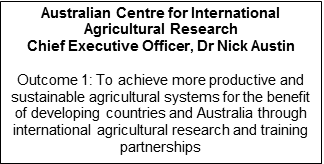 Australian Centre for International
Agricultural Research
Chief Executive Officer, Dr Nick Austin
Outcome 1: To achieve more productive and
sustainable agricultural systems for the benefit
of developing countries and Australia through
international agricultural research and training
partnerships